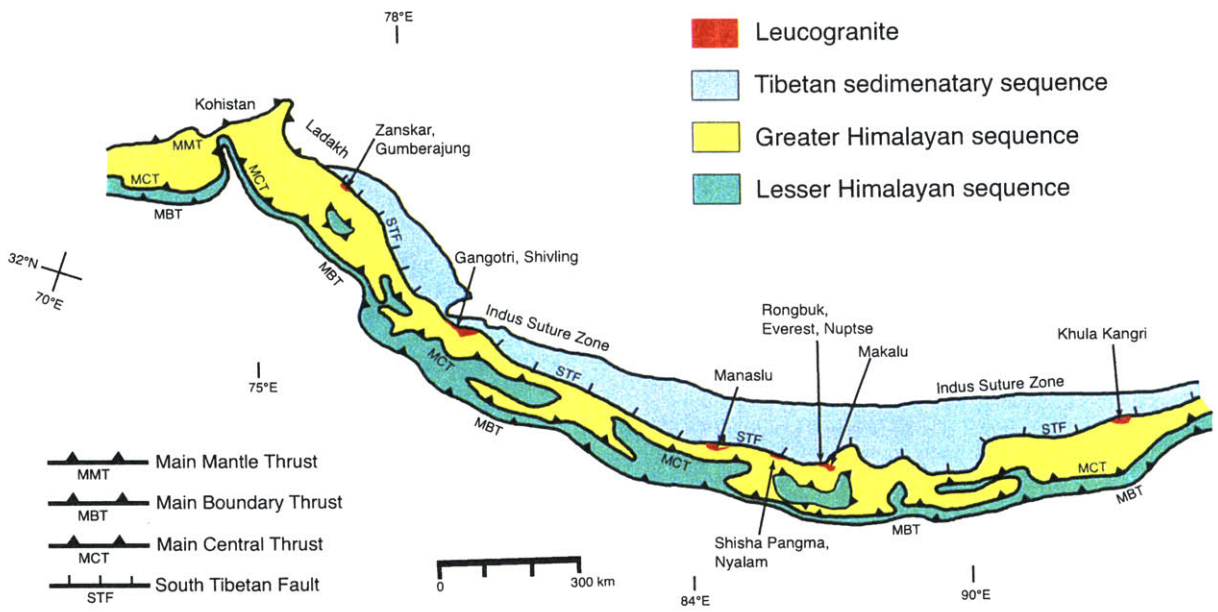 78°E
Leucogranite
Tibetan sedimenatary sequence
Greater Himalayan sequence
Lesser Himalayan sequence
Kohistan
Ladakh
Zanskar,
Gumberajung
MMT
MCT
MCT
MBT
STF
MBT
32°N
70°E
Gangotri, Shivling
Indus Suture Zone
Rongbuk,
Everest, Nuptse
Makalu
Khula Kangri
75°E
MCT
STF
Manaslu
Indus Suture Zone
MBT
STF
STF
MCT
MCT
MBT
MBT
Shisha Pangma,
Nyalam
Main Mantle Thrust
MMT
Main Boundary Thrust
MBT
Main Central Thrust
MCT
South Tibetan Fault
STF
0
300 km
84°E
90°E